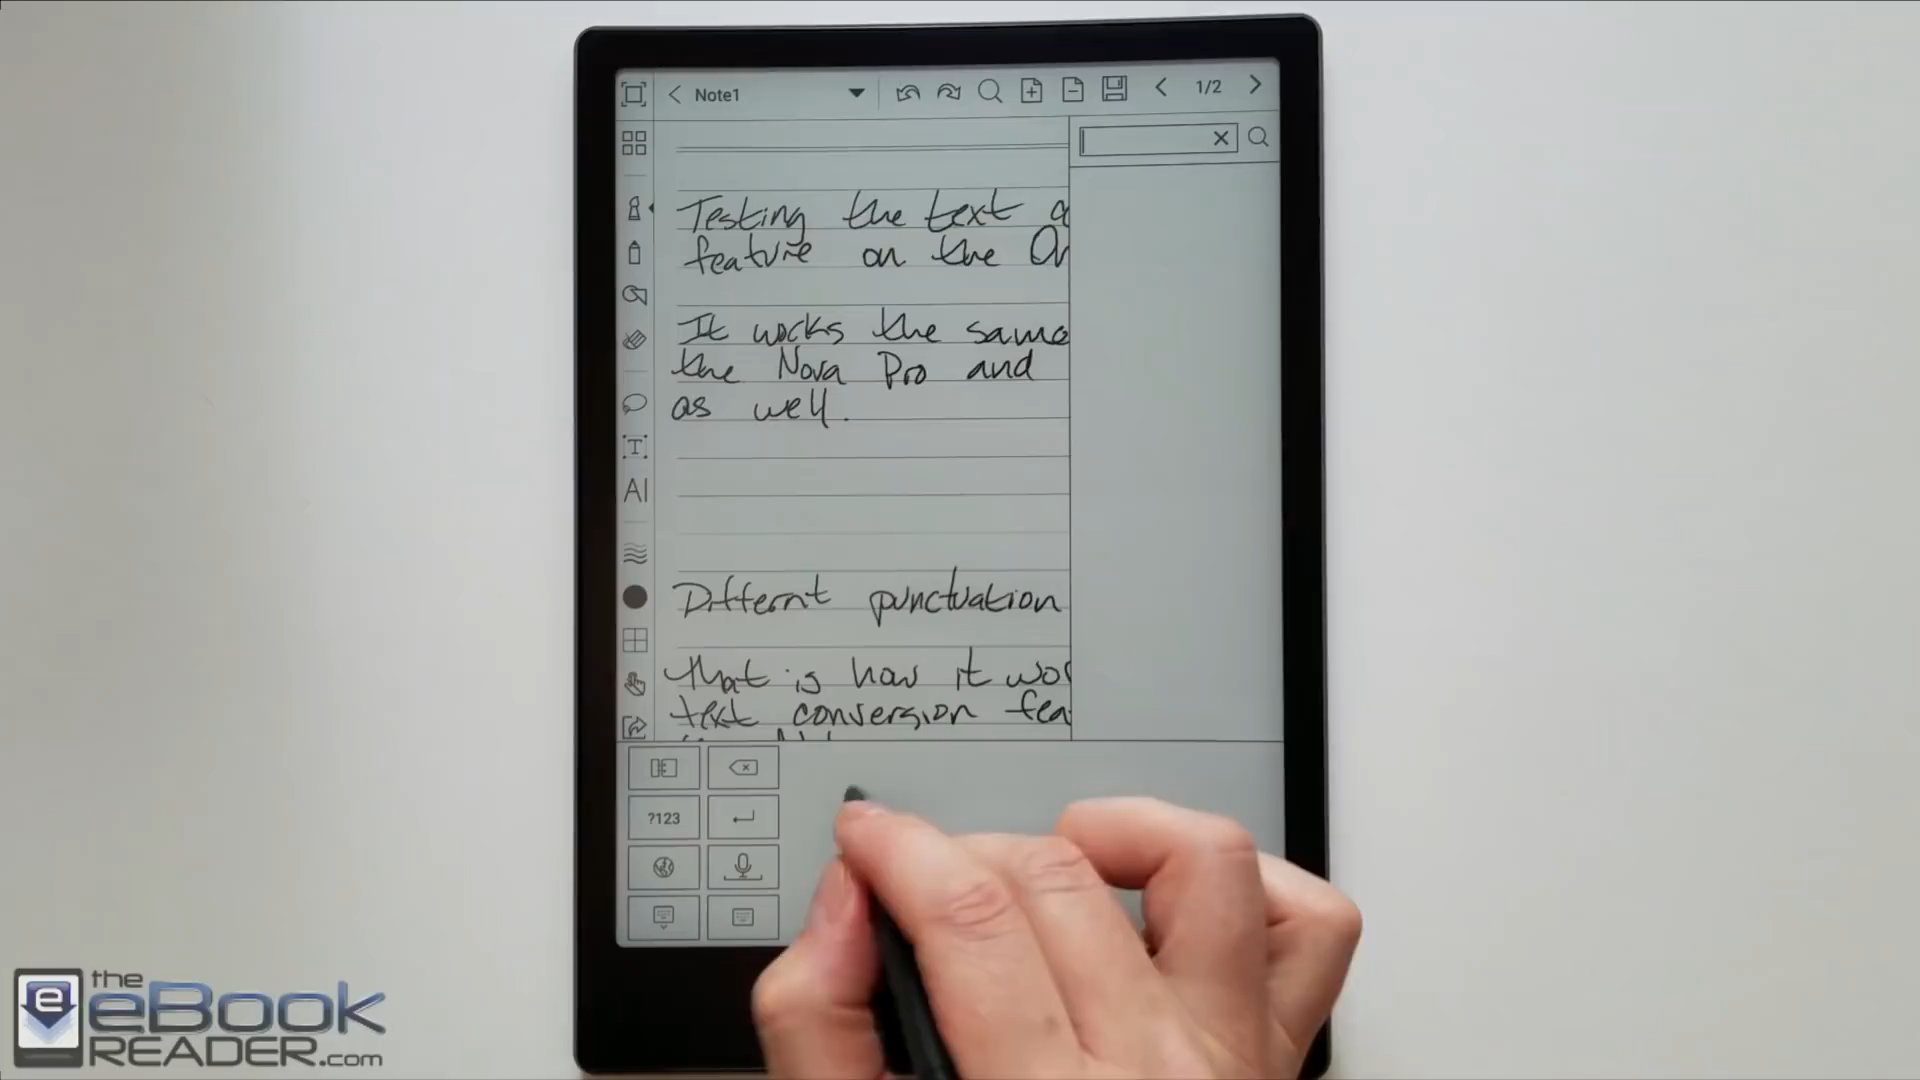 Note1
1/2
Testing the text
feature on the
It works the same
the Nova Pro and
as well.
AI
Differnt punctuation
that is how it
text conversion
?123
the
eBook
READER.com